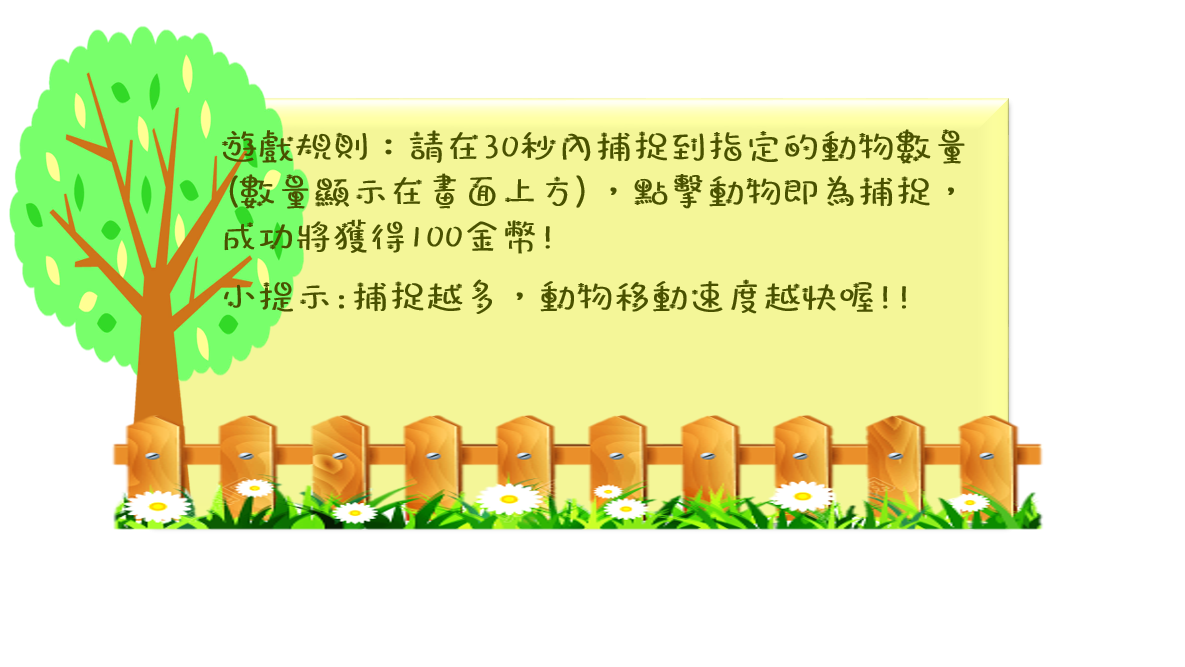 遊戲規則：請在30秒內捕捉到指定的動物數量
(數量顯示在畫面上方)，點擊動物即為捕捉，
成功將獲得100金幣!
小提示:捕捉越多，動物移動速度越快喔!!